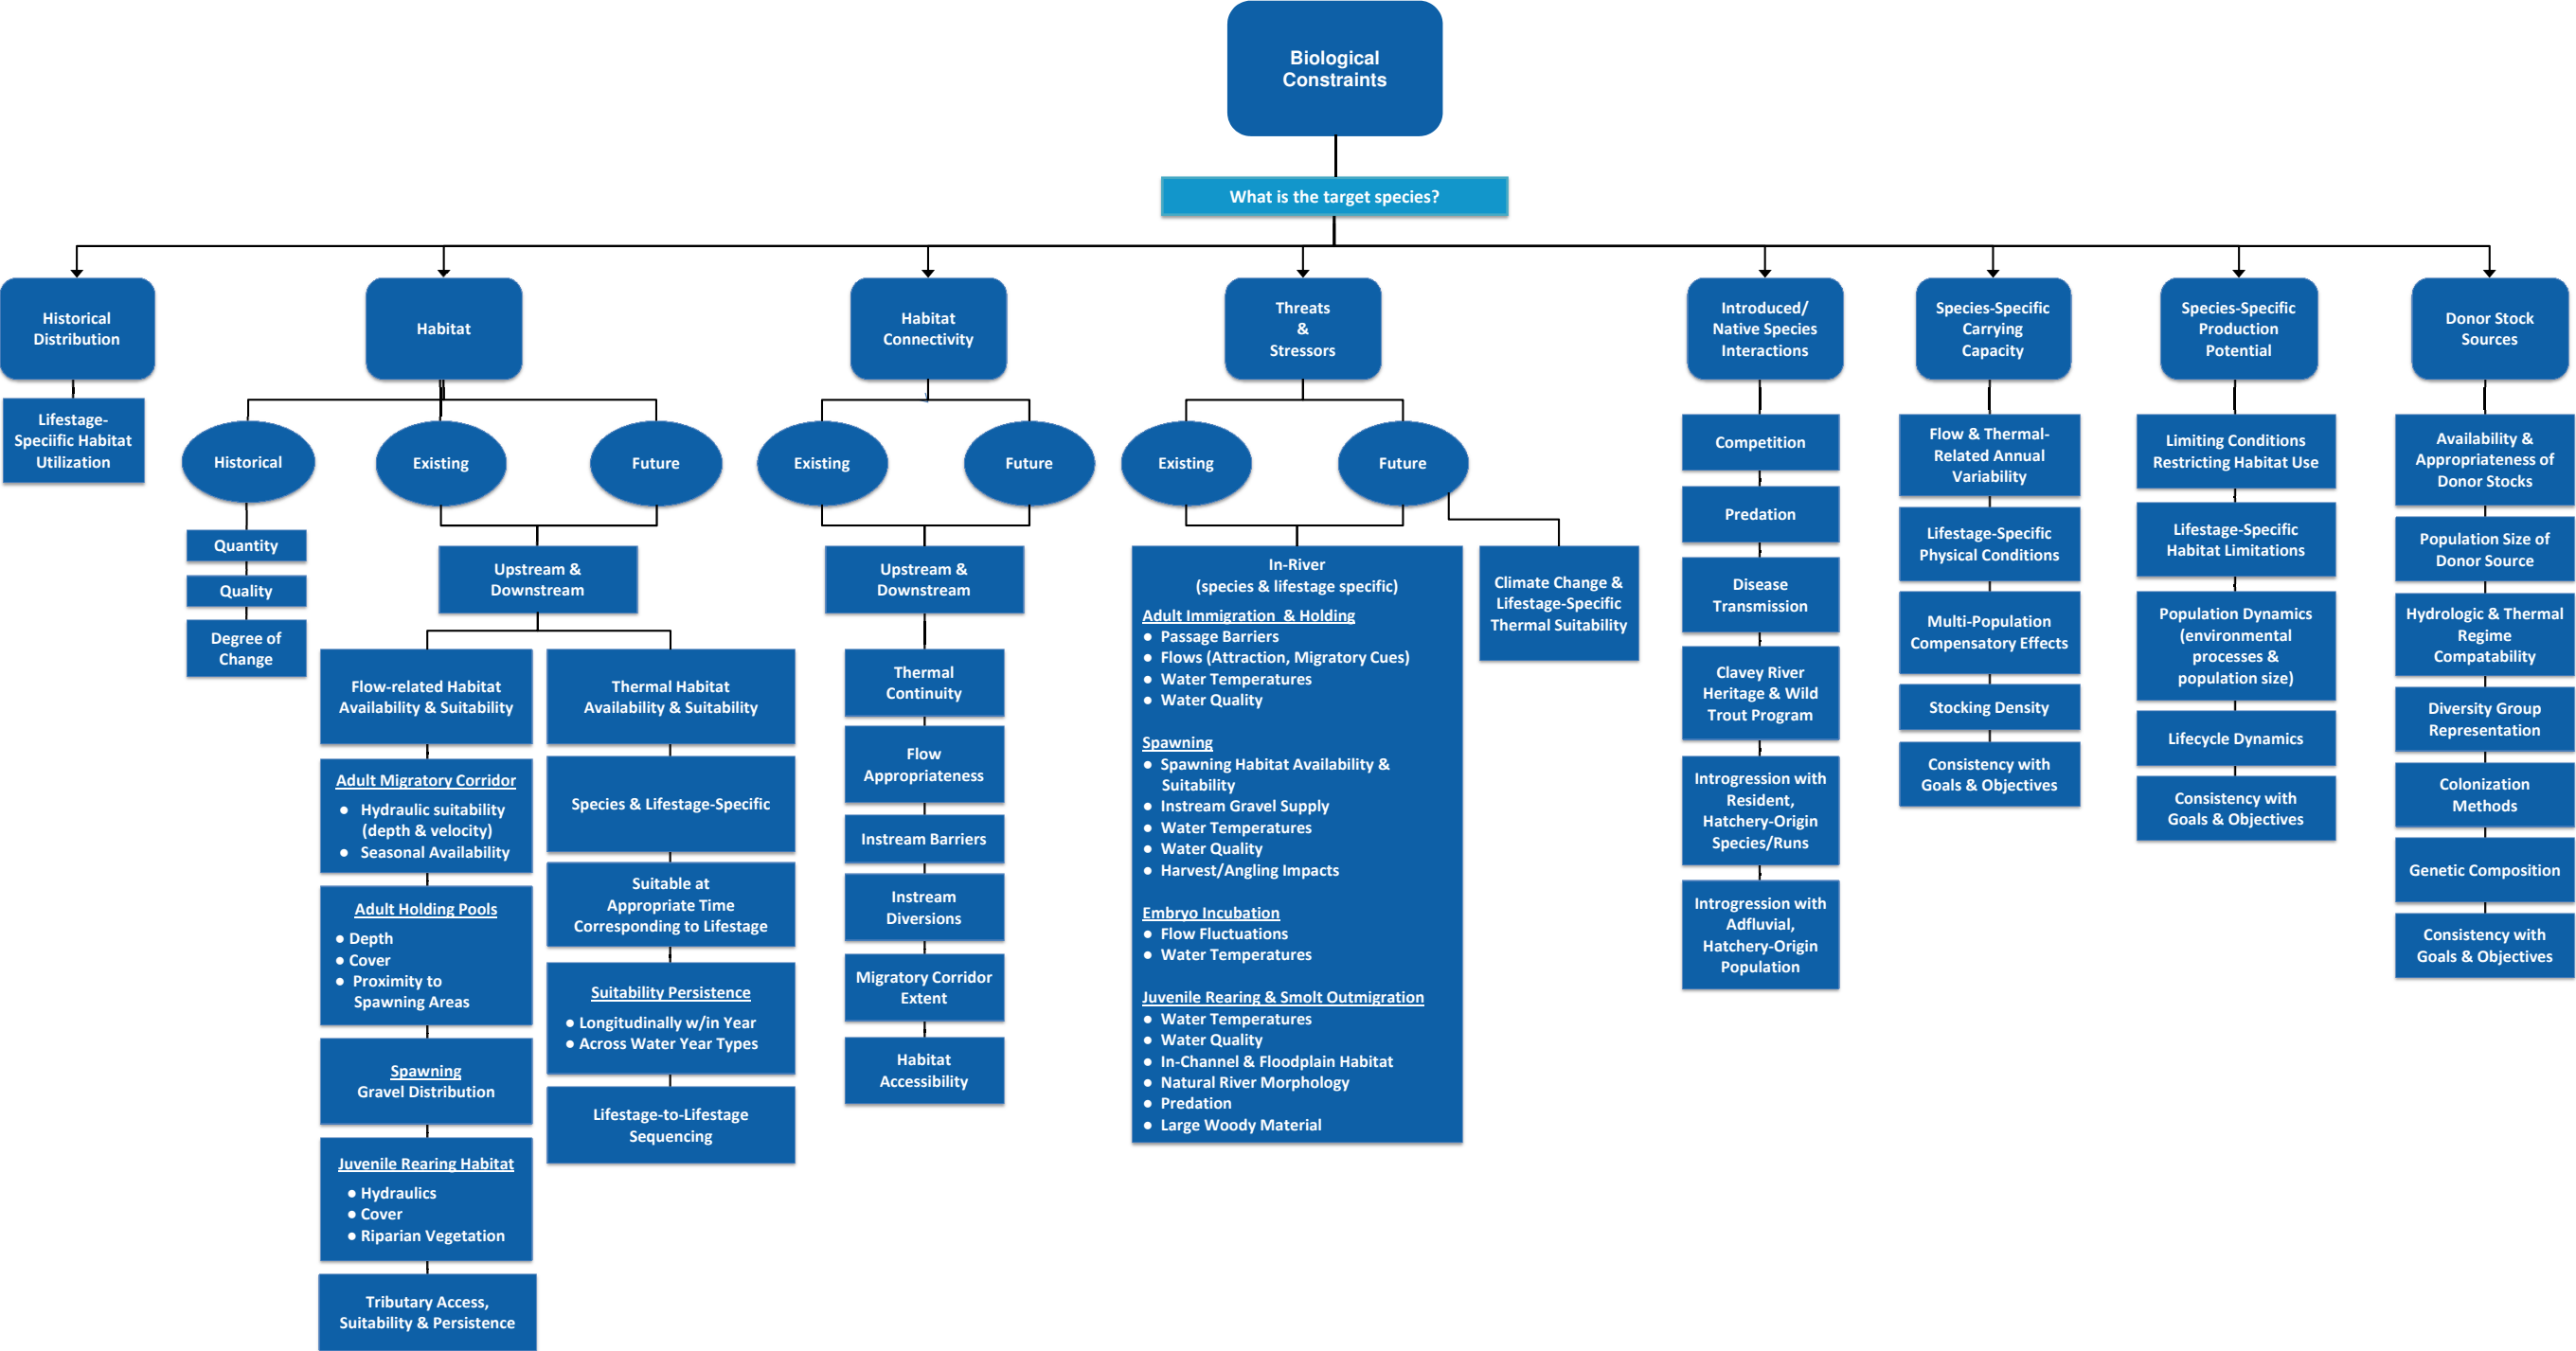 Biological
Constraints
What is the target species?
Historical
Distribution
Lifestage-
Speciific Habitat
Utilization
Habitat
Historical
Quantity
Quality
Degree of
Change
Existing
Future
Upstream &
Downstream
Flow-related Habitat
Availability & Suitability
Adult Migratory Corridor
● Hydraulic suitability
(depth & velocity)
● Seasonal Availability
Adult Holding Pools
● Depth
● Cover
● Proximity to
Spawning Areas
Spawning
Gravel Distribution
Juvenile Rearing Habitat
● Hydraulics
● Cover
● Riparian Vegetation
Tributary Access,
Suitability & Persistence
Thermal Habitat
Availability & Suitability
Species & Lifestage-Specific
Suitable at
Appropriate Time
Corresponding to Lifestage
Suitability Persistence
● Longitudinally w/in Year
● Across Water Year Types
Lifestage-to-Lifestage
Sequencing
Habitat
Connectivity
Existing
Future
Upstream &
Downstream
Thermal
Continuity
Flow
Appropriateness
Instream Barriers
Instream
Diversions
Migratory Corridor
Extent
Habitat
Accessibility
Threats
&
Stressors
Existing
Future
In-River
(species & lifestage specific)
Adult Immigration & Holding
● Passage Barriers
● Flows (Attraction, Migratory Cues)
● Water Temperatures
● Water Quality
Spawning
● Spawning Habitat Availability &
Suitability
● Instream Gravel Supply
● Water Temperatures
● Water Quality
● Harvest/Angling Impacts
Embryo Incubation
● Flow Fluctuations
● Water Temperatures
Juvenile Rearing & Smolt Outmigration
● Water Temperatures
● Water Quality
● In-Channel & Floodplain Habitat
● Natural River Morphology
● Predation
● Large Woody Material
Climate Change &
Lifestage-Specific
Thermal Suitability
Introduced/
Native Species
Interactions
Competition
Predation
Disease
Transmission
Clavey River
Heritage & Wild
Trout Program
Introgression with
Resident,
Hatchery-Origin
Species/Runs
Introgression with
Adfluvial,
Hatchery-Origin
Population
Species-Specific
Carrying
Capacity
Flow & Thermal-
Related Annual
Variability
Lifestage-Specific
Physical Conditions
Multi-Population
Compensatory Effects
Stocking Density
Consistency with
Goals & Objectives
Species-Specific
Production
Potential
Limiting Conditions
Restricting Habitat Use
Lifestage-Specific
Habitat Limitations
Population Dynamics
(environmental
processes &
population size)
Lifecycle Dynamics
Consistency with
Goals & Objectives
Donor Stock
Sources
Availability &
Appropriateness of
Donor Stocks
Population Size of
Donor Source
Hydrologic & Thermal
Regime
Compatability
Diversity Group
Representation
Colonization
Methods
Genetic Composition
Consistency with
Goals & Objectives